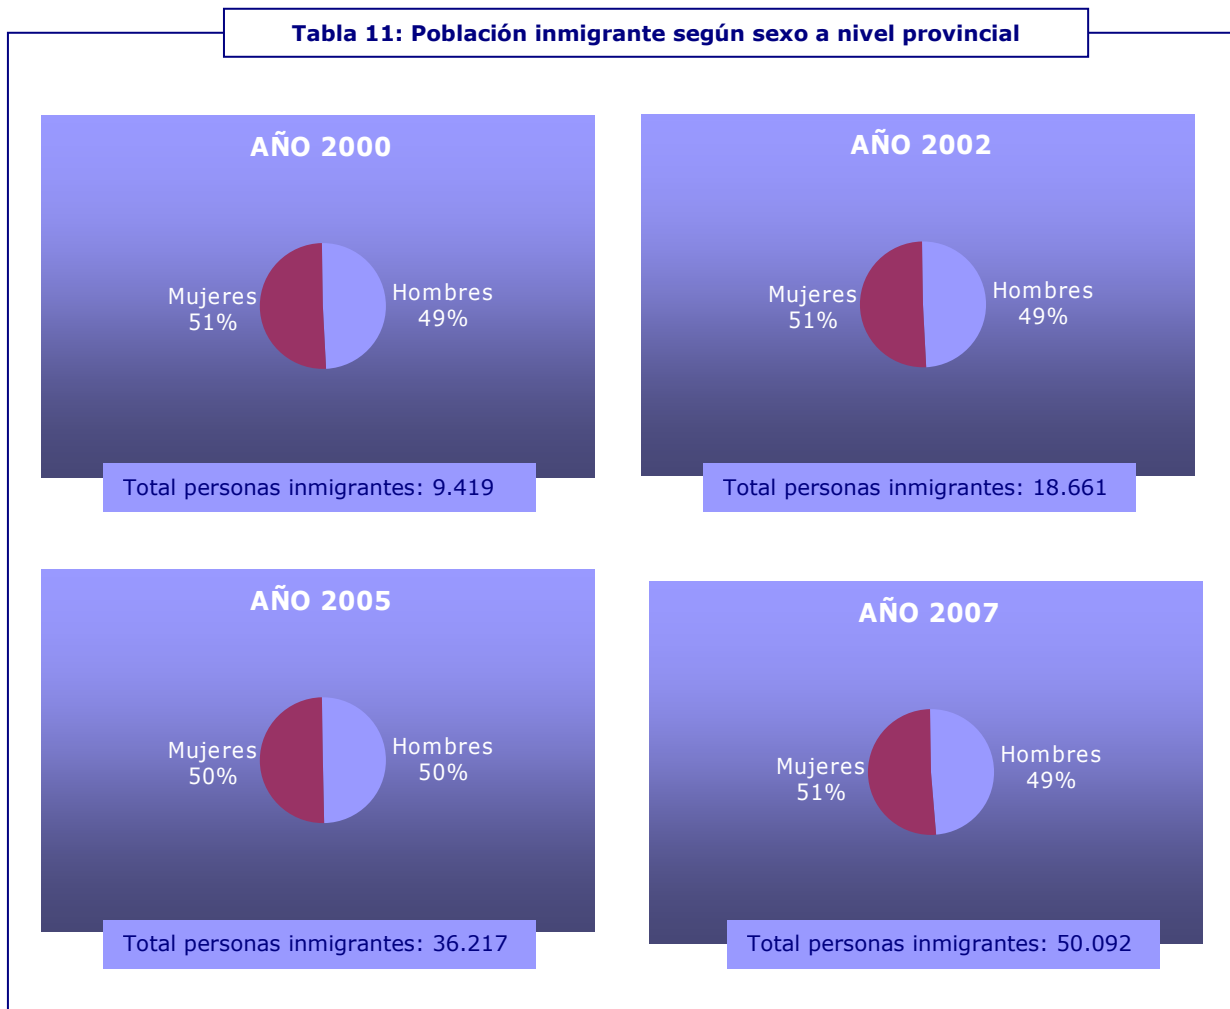 Tabla 11: Población inmigrante según sexo a nivel provincial
AÑO 2000
Mujeres
51%
Hombres
49%
Total personas inmigrantes: 9.419
AÑO 2002
Mujeres
51%
Hombres
49%
Total personas inmigrantes: 18.661
AÑO 2005
Mujeres
50%
Hombres
50%
Total personas inmigrantes: 36.217
AÑO 2007
Mujeres
51%
Hombres
49%
Total personas inmigrantes: 50.092